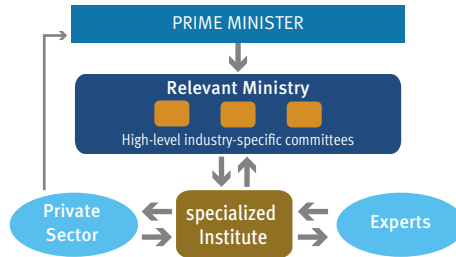 PRIME MINISTER
Relevant Ministry
High-level industry-specific committees
Private
Sector
specialized
Institute
Experts